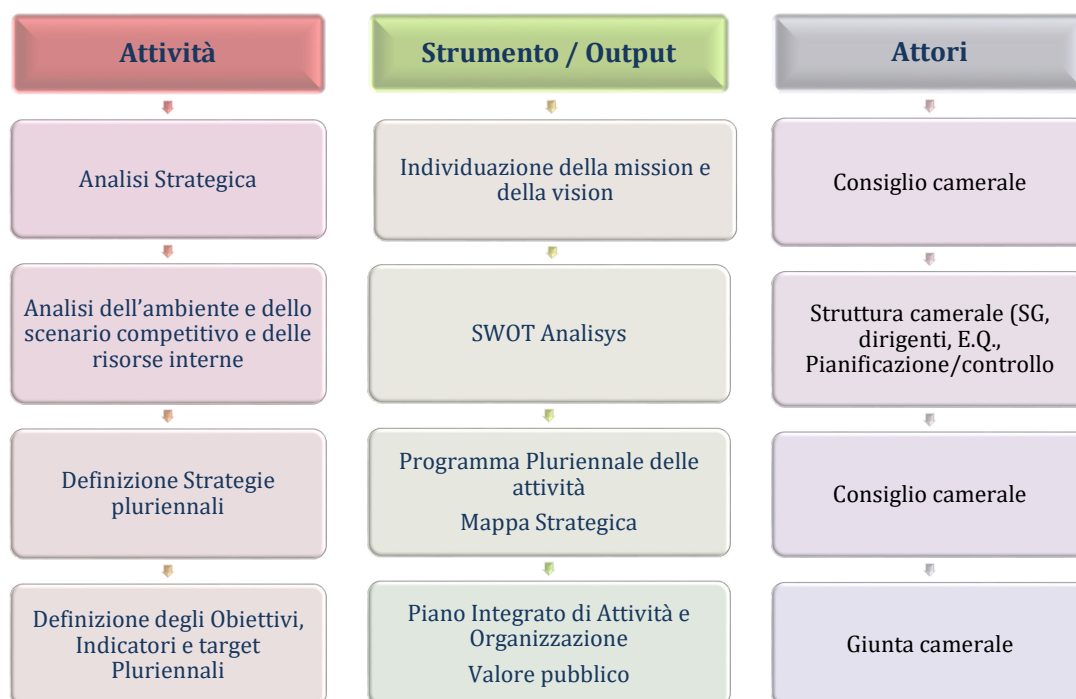 Attività
Strumento / Output
Attori
Analisi Strategica
Individuazione della mission e
della vision
Consiglio camerale
Analisi dell’ambiente e dello
scenario competitivo e delle
risorse interne
SWOT Analisys
Struttura camerale (SG,
dirigenti, E.Q.,
Pianificazione/controllo
Definizione Strategie
pluriennali
Programma Pluriennale delle
attività
Mappa Strategica
Consiglio camerale
Definizione degli Obiettivi,
Indicatori e target
Pluriennali
Piano Integrato di Attività e
Organizzazione
Valore pubblico
Giunta camerale